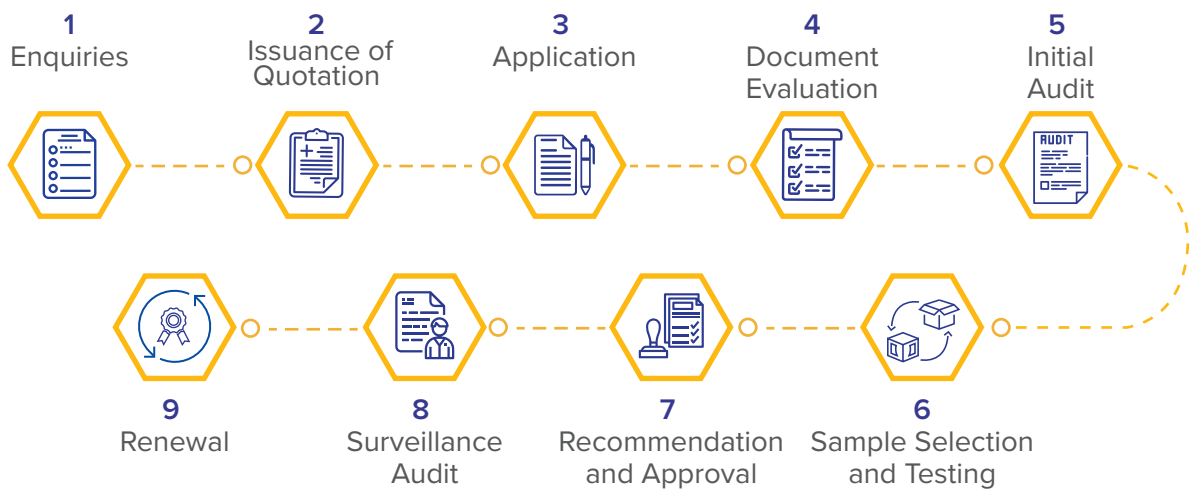 1
Enquiries
2
Issuance of
Quotation
3
Application
4
Document
Evaluation
5
Initial
Audit
AUDIT
6
Sample Selection
and Testing
7
Recommendation
and Approval
8
Surveillance
Audit
9
Renewal